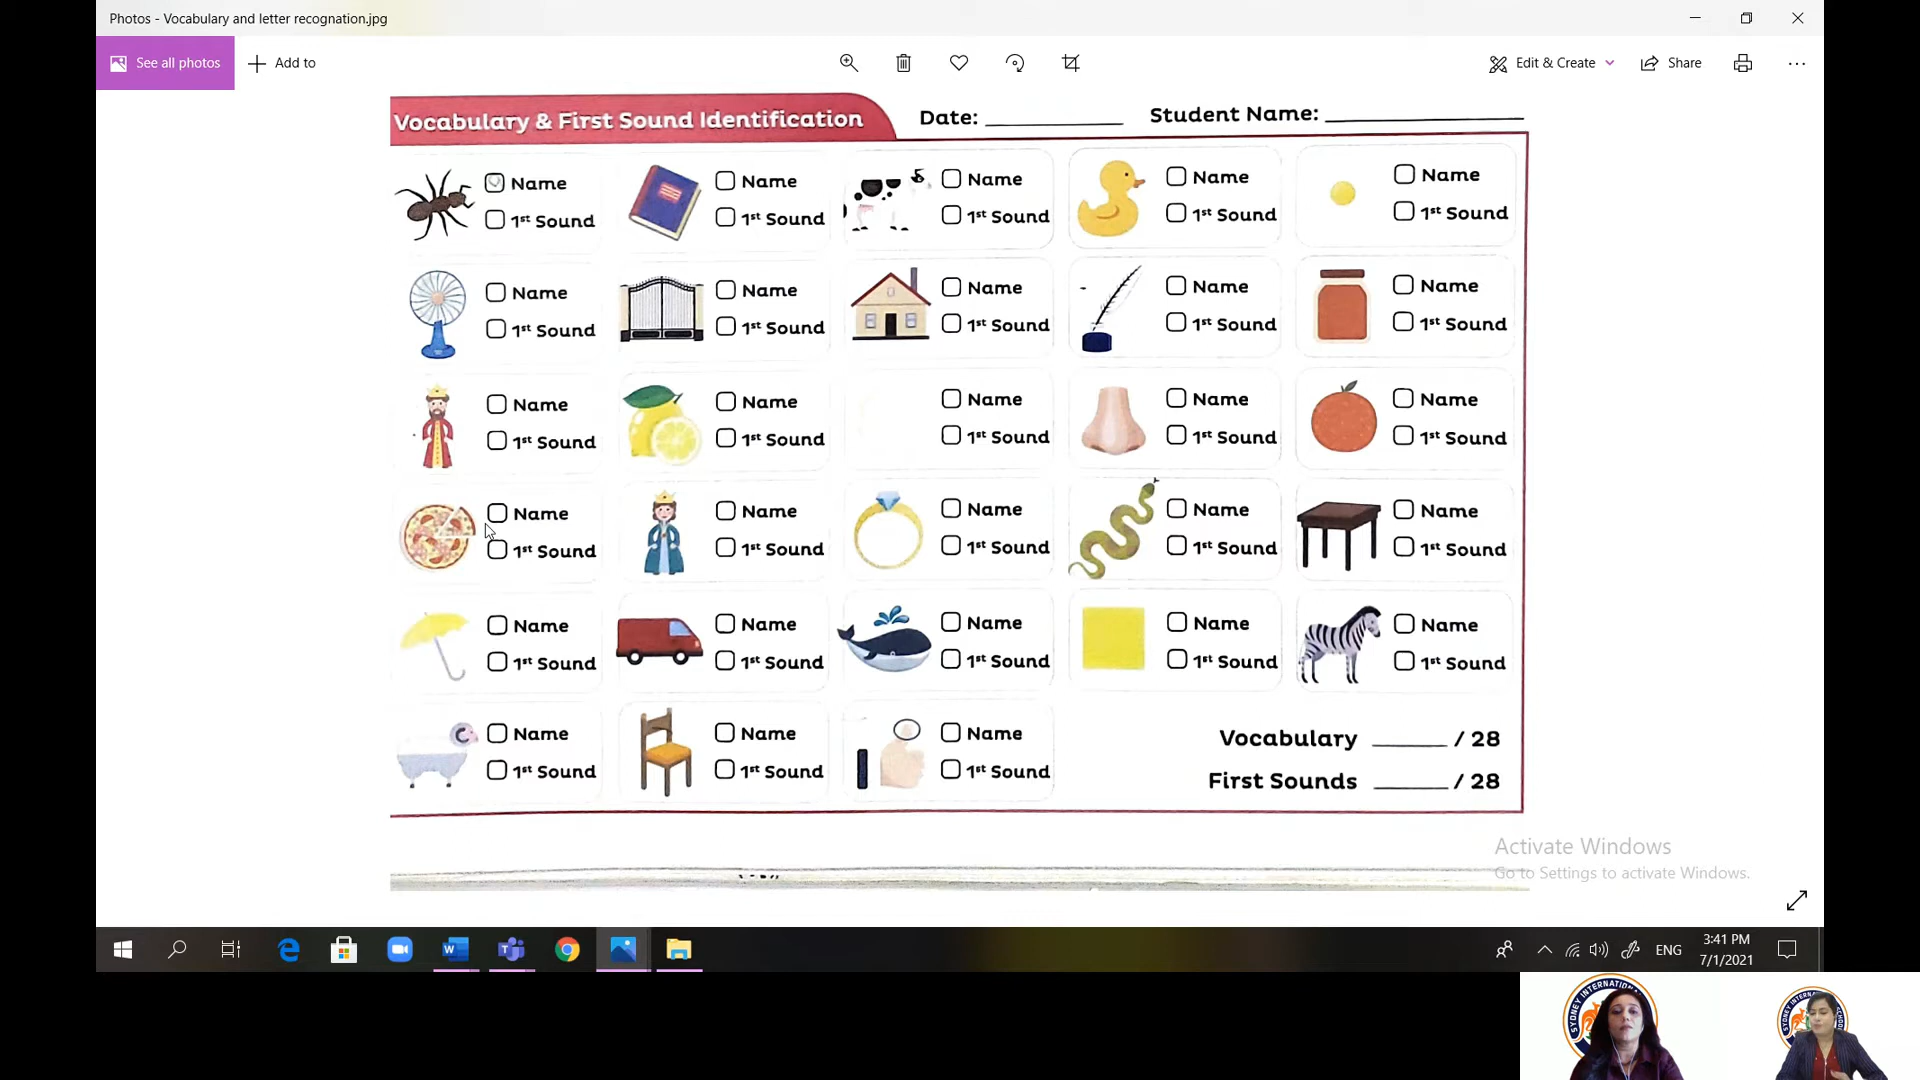 Photos - Vocabulary and letter recognation.jpg
See all photos
Add to
Edit & Create
Share
Vocabulary & First Sound Identification
Date: ____________
Student Name: _________________
Name Name Name Name Name
1st Sound 1st Sound 1st Sound 1st Sound 1st Sound
Name Name Name Name Name
1st Sound 1st Sound 1st Sound 1st Sound 1st Sound
Name Name Name Name Name
1st Sound 1st Sound 1st Sound 1st Sound 1st Sound
Name Name Name Name Name
1st Sound 1st Sound 1st Sound 1st Sound 1st Sound
Name Name Name Name Name
1st Sound 1st Sound 1st Sound 1st Sound 1st Sound
Name Name Name
1st Sound 1st Sound 1st Sound
Vocabulary ______ / 28
First Sounds ______ / 28
Activate Windows
Go to Settings to activate Windows.
ENG
3:41 PM
7/1/2021
SYDNEY INTERNATIONAL